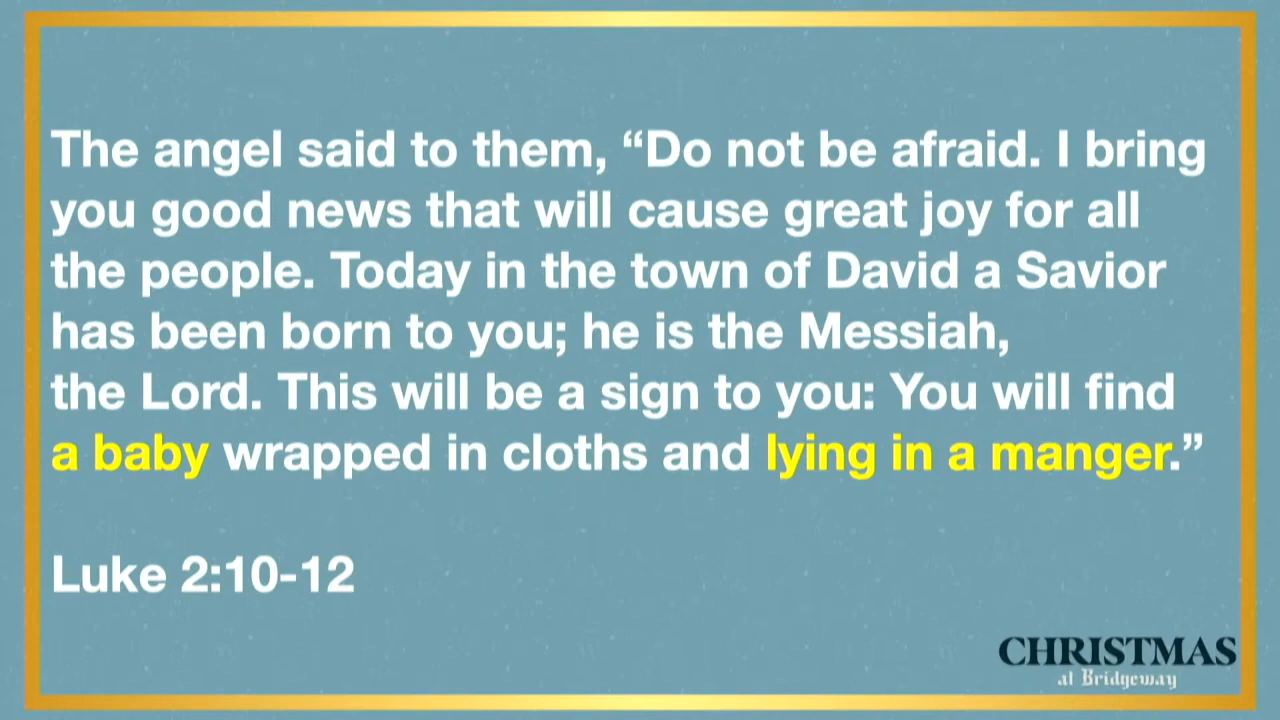 The angel said to them, “Do not be afraid. I bring
you good news that will cause great joy for all
the people. Today in the town of David a Savior
has been born to you; he is the Messiah,
the Lord. This will be a sign to you: You will find
a baby wrapped in cloths and lying in a manger.”
Luke 2:10-12
CHRISTMAS
at Bridgeway